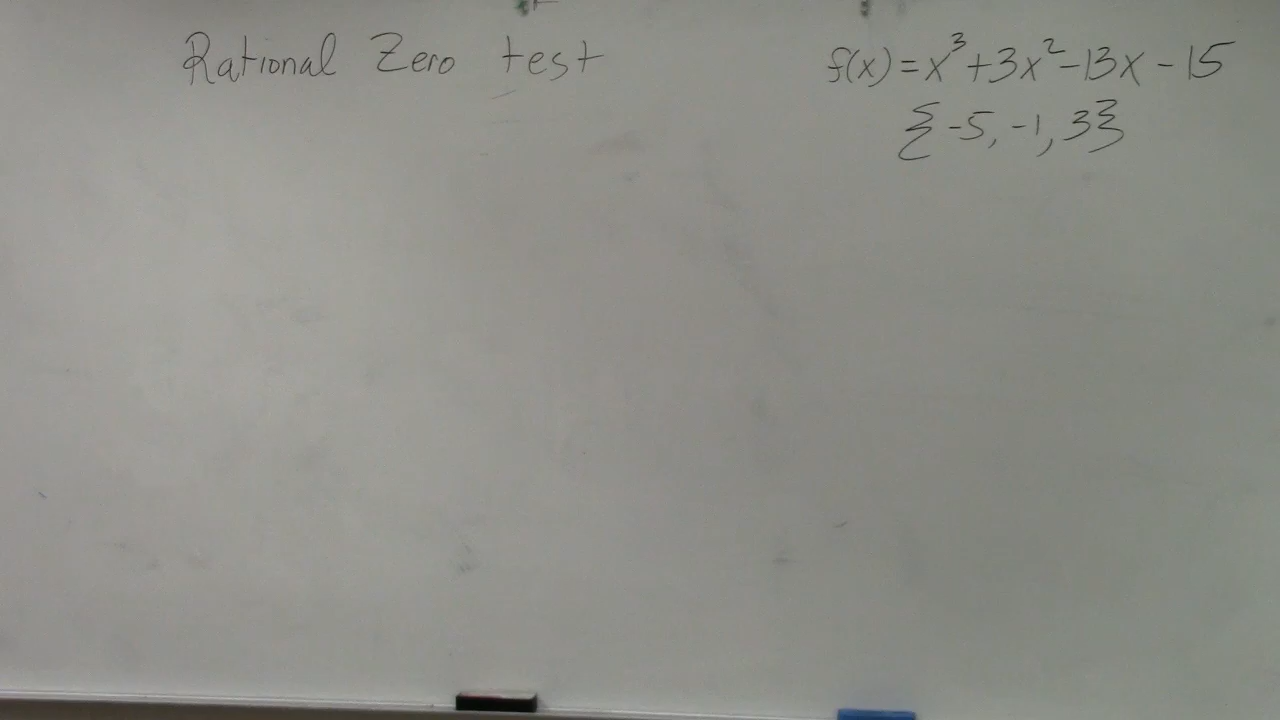 Rational Zero test
f(x) = x³ + 3x² - 13x - 15
{-5, -1, 3}